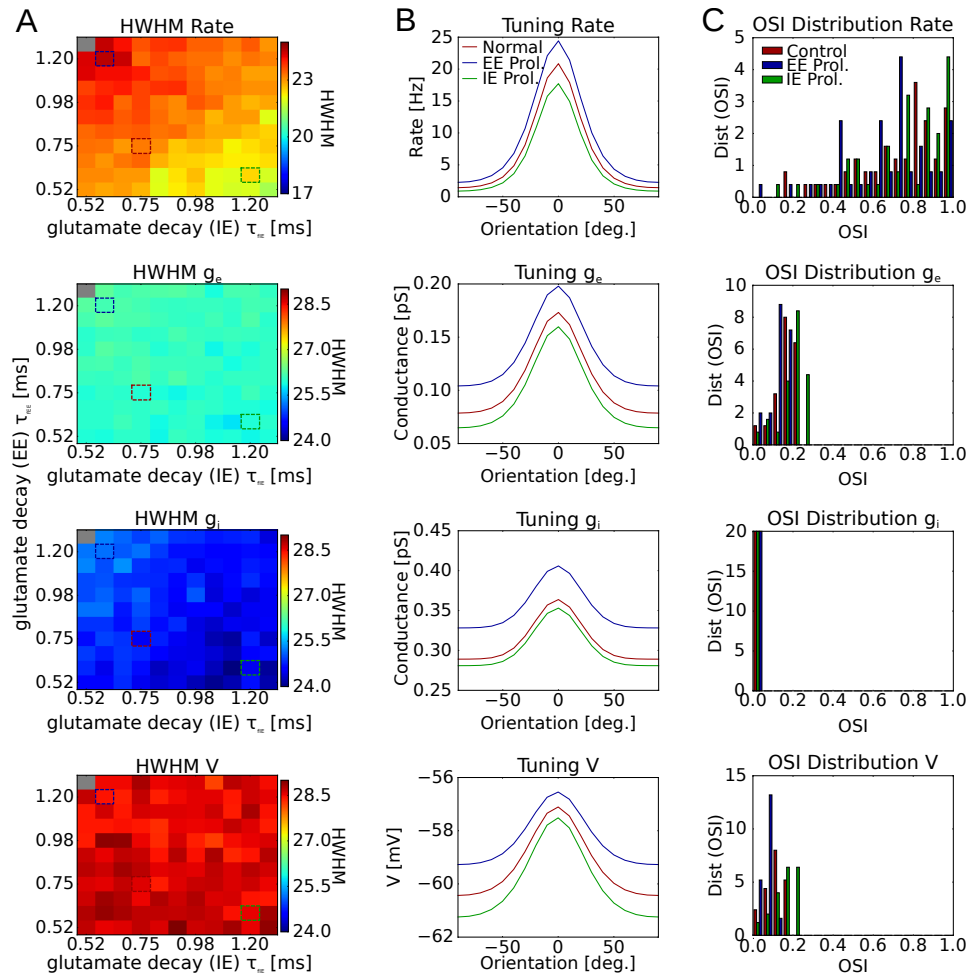 A
B
C
HWHM Rate
1.20
0.98
0.75
0.52
0.52 0.75 0.98 1.20
glutamate decay (IE) τ [ms]
23
20
17
HWHM
Tuning Rate
Normal
EE Prol.
IE Prol.
25
20
15
10
5
0
Rate [Hz]
−50 0 50
Orientation [deg.]
OSI Distribution Rate
Control
EE Prol.
IE Prol.
5
4
3
2
1
0
Dist (OSI)
0.0 0.2 0.4 0.6 0.8 1.0
OSI
glutamate decay (EE) τ [ms]
HWHM ge
1.20
0.98
0.75
0.52
0.52 0.75 0.98 1.20
glutamate decay (IE) τ [ms]
28.5
27.0
25.5
24.0
HWHM
Tuning ge
0.20
0.15
0.10
0.05
Conductance [pS]
−50 0 50
Orientation [deg.]
OSI Distribution ge
10
8
6
4
2
0
Dist (OSI)
0.0 0.2 0.4 0.6 0.8 1.0
OSI
HWHM gi
1.20
0.98
0.75
0.52
0.52 0.75 0.98 1.20
glutamate decay (IE) τ [ms]
28.5
27.0
25.5
24.0
HWHM
Tuning gi
0.45
0.40
0.35
0.30
0.25
Conductance [pS]
−50 0 50
Orientation [deg.]
OSI Distribution gi
20
15
10
5
0
Dist (OSI)
0.0 0.2 0.4 0.6 0.8 1.0
OSI
HWHM V
1.20
0.98
0.75
0.52
0.52 0.75 0.98 1.20
glutamate decay (IE) τ [ms]
28.5
27.0
25.5
24.0
HWHM
Tuning V
−56
−58
−60
−62
V [mV]
−50 0 50
Orientation [deg.]
OSI Distribution V
15
10
5
0
Dist (OSI)
0.0 0.2 0.4 0.6 0.8 1.0
OSI